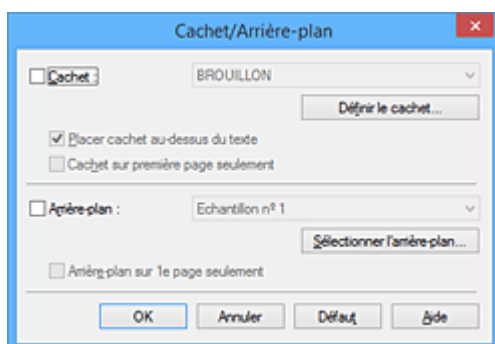 Cachet/Arrière-plan
Cachet : BROUILLON
Définir le cachet...
Placer cachet au-dessus du texte
Cachet sur première page seulement
Arrière-plan : Echantillon nº 1
Sélectionner l'arrière-plan...
Arrière-plan sur 1e page seulement
OK Annuler Défaut Aide